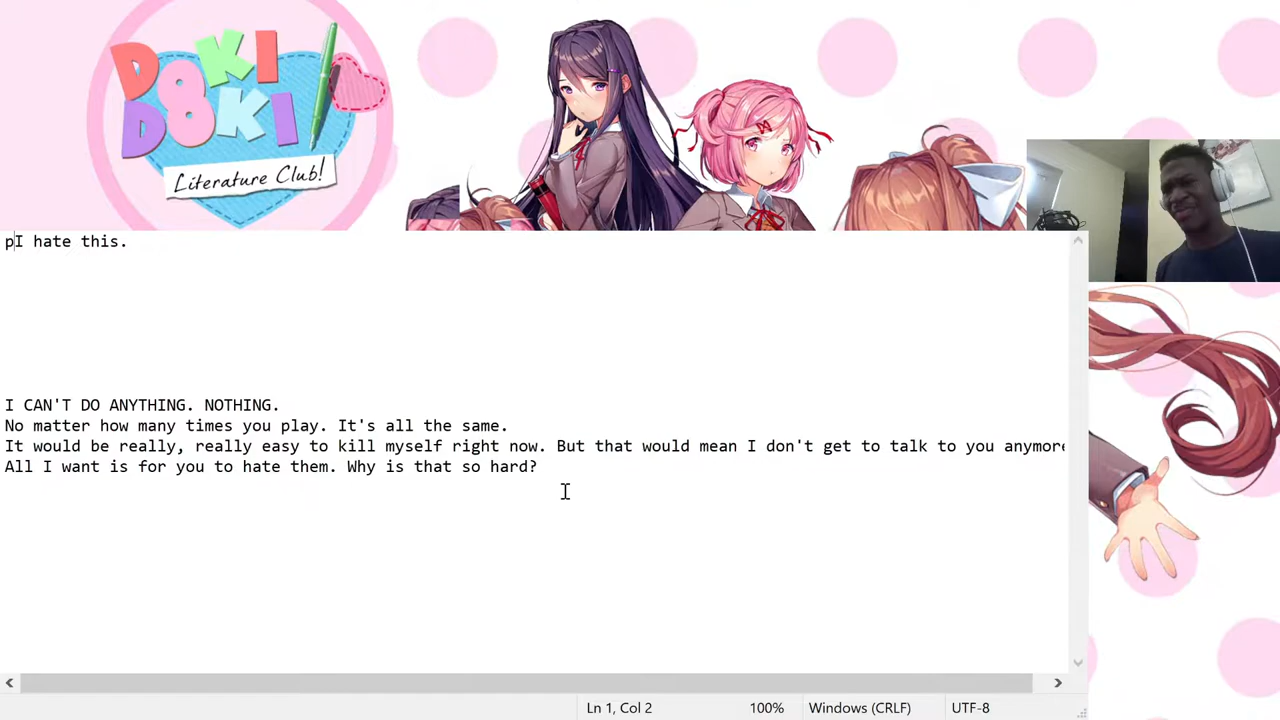 DOKI
DOKI
Literature Club!
pI hate this.
I CAN'T DO ANYTHING. NOTHING.
No matter how many times you play. It's all the same.
It would be really, really easy to kill myself right now. But that would mean I don't get to talk to you anymore
All I want is for you to hate them. Why is that so hard?
Ln 1, Col 2
100%
Windows (CRLF)
UTF-8